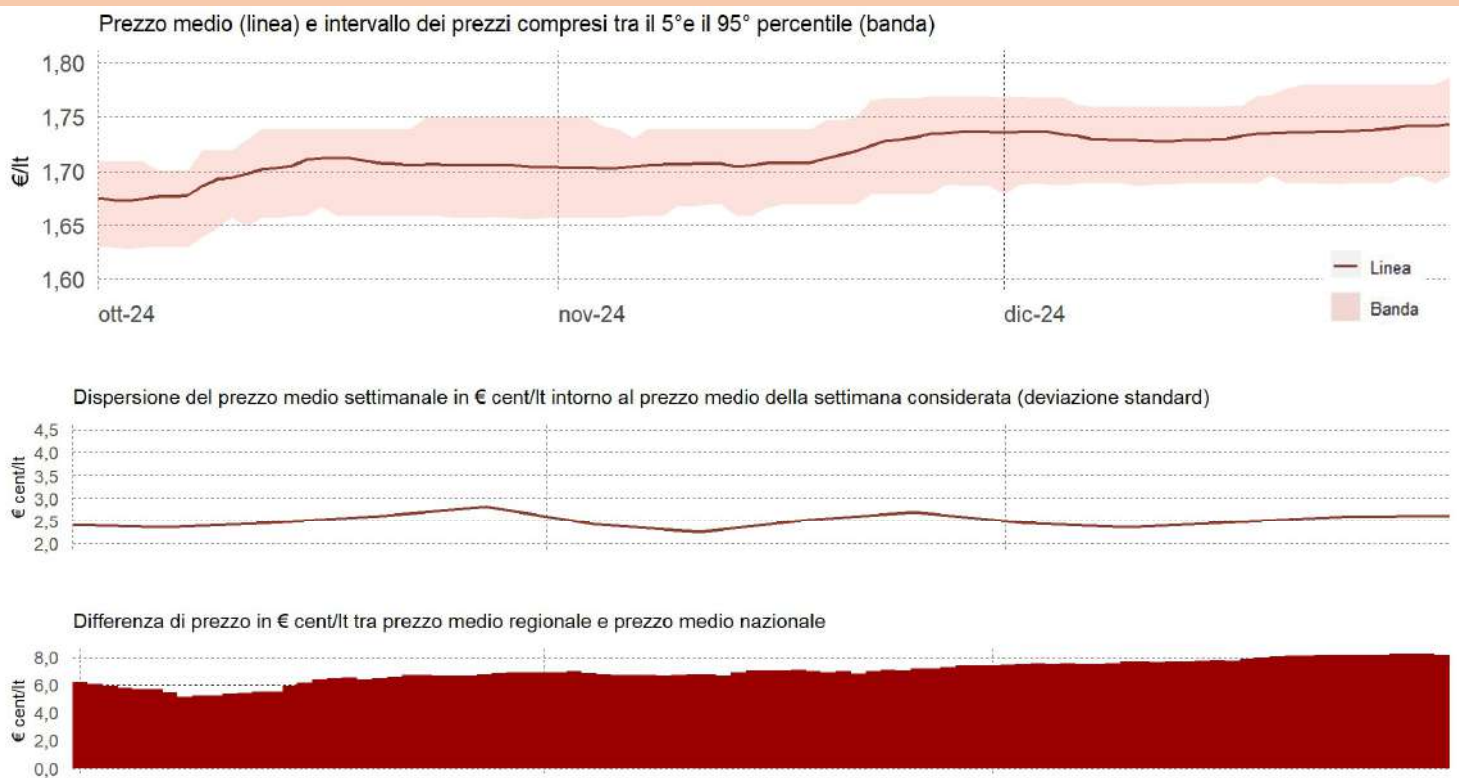 Prezzo medio (linea) e intervallo dei prezzi compresi tra il 5°e il 95° percentile (banda)
1,80
1,75
1,70
1,65
1,60
€/lt
ott-24
nov-24
dic-24
Linea
Banda
Dispersione del prezzo medio settimanale in € cent/lt intorno al prezzo medio della settimana considerata (deviazione standard)
4,5
4,0
3,5
3,0
2,5
2,0
€ cent/lt
Differenza di prezzo in € cent/lt tra prezzo medio regionale e prezzo medio nazionale
8,0
6,0
4,0
2,0
0,0
€ cent/lt